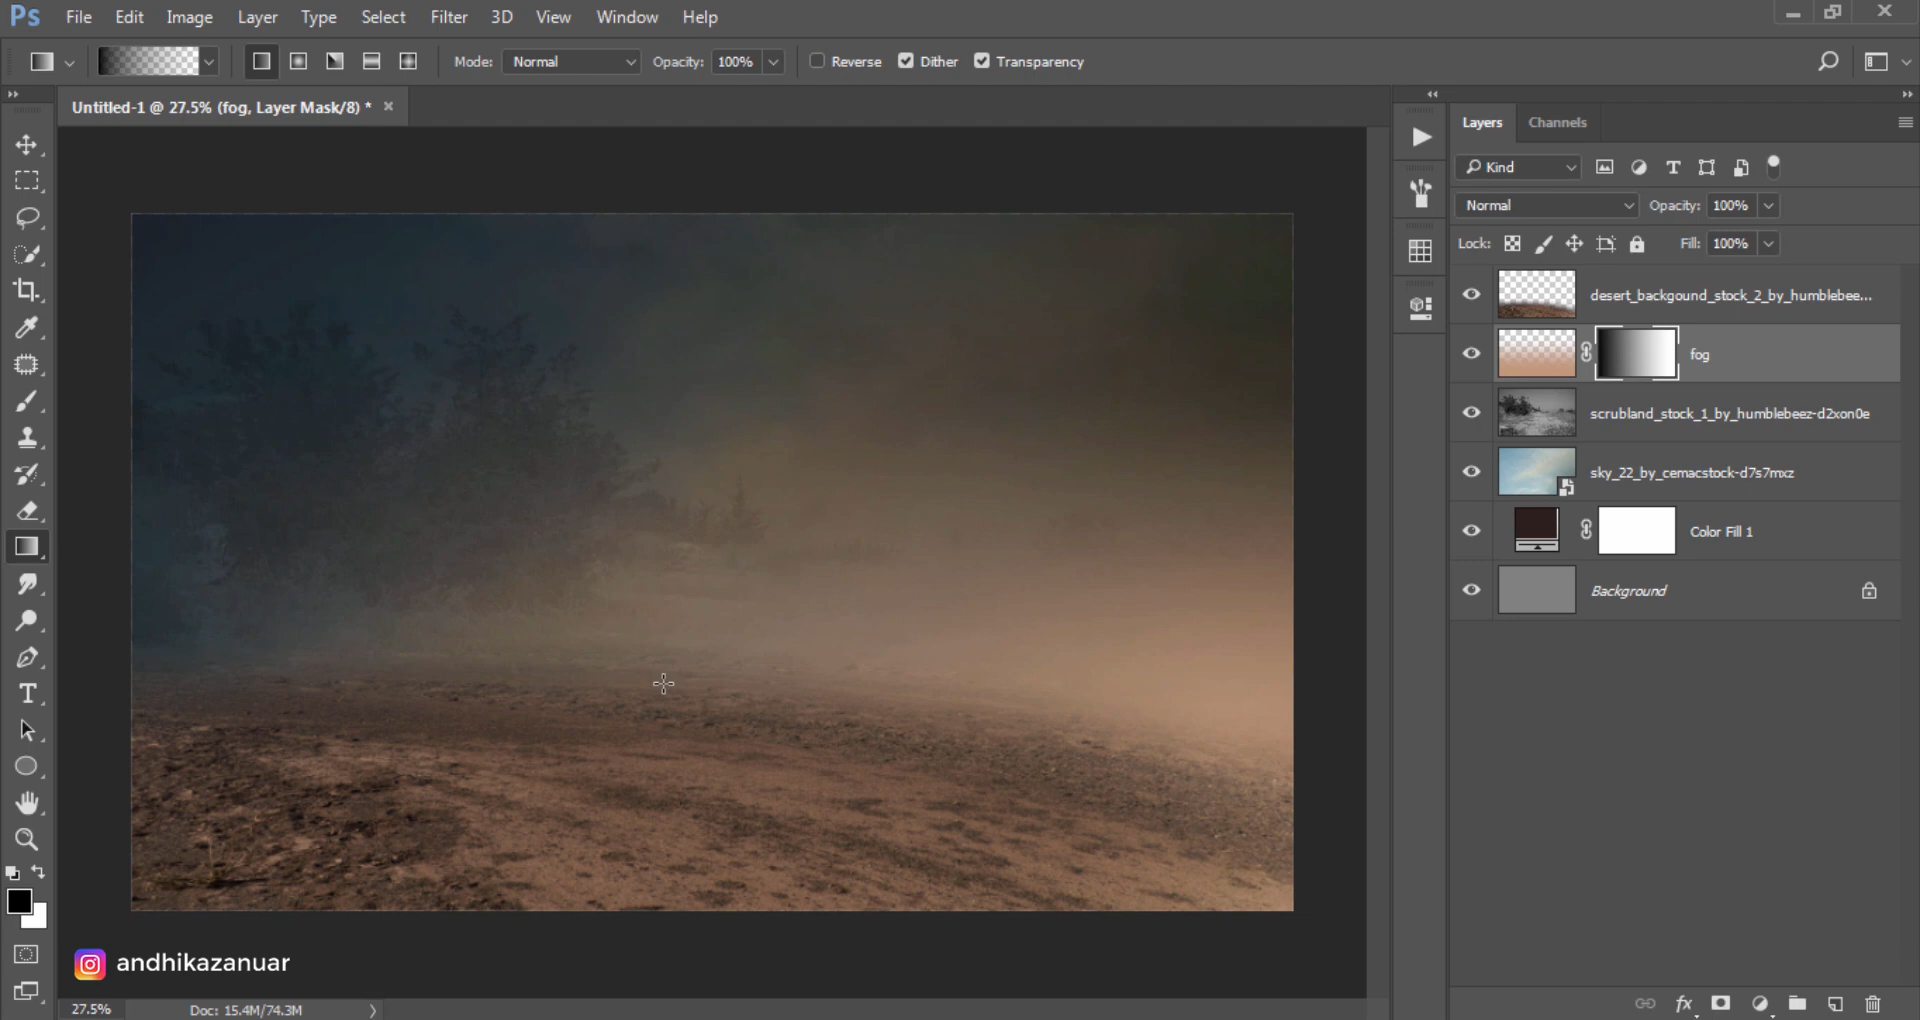 Ps File Edit Image Layer Type Select Filter 3D View Window Help
Mode: Normal Opacity: 100% Reverse Dither Transparency
Untitled-1 @ 27.5% (fog, Layer Mask/8) *
Layers Channels
Kind
Normal Opacity: 100%
Lock: Fill: 100%
desert_backgound_stock_2_by_humblebee...
fog
scrubland_stock_1_by_humblebeez-d2xon0e
sky_22_by_cemacstock-d7s7mxz
Color Fill 1
Background
andhikazanuar
27.5% Doc: 15.4M/74.3M
fx